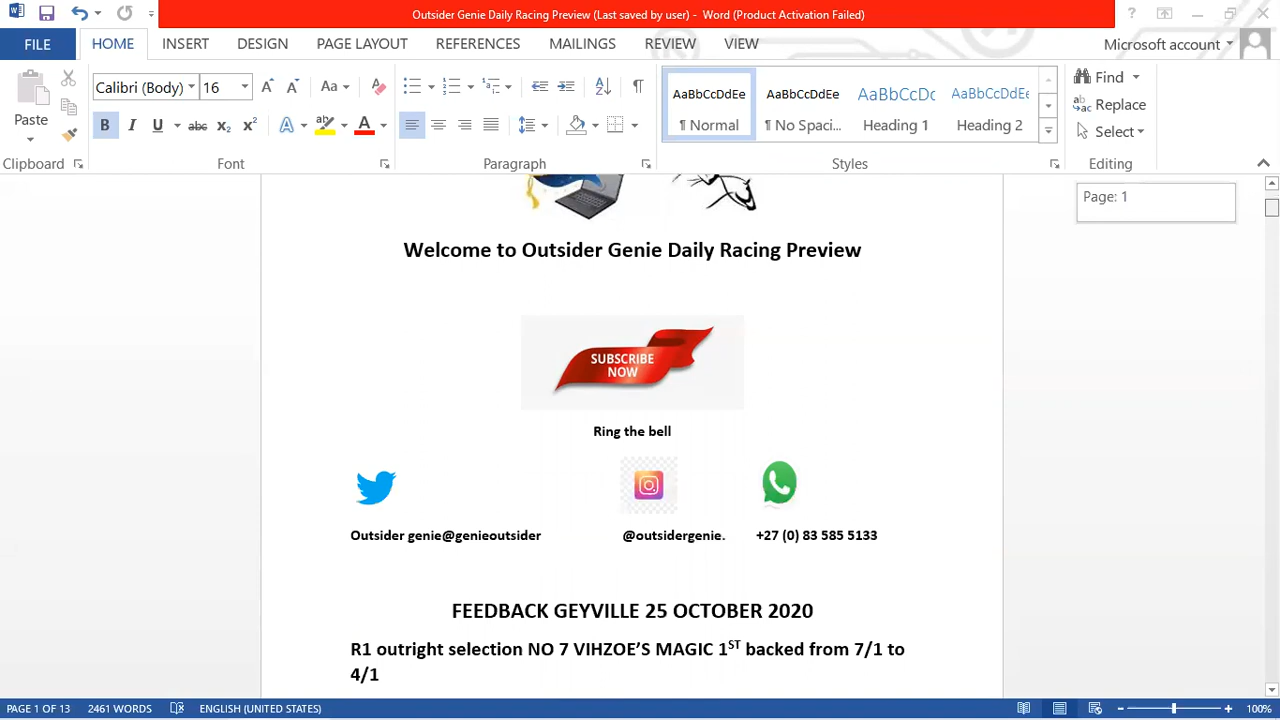 Outsider Genie Daily Racing Preview (Last saved by user) - Word (Product Activation Failed)
FILE HOME INSERT DESIGN PAGE LAYOUT REFERENCES MAILINGS REVIEW VIEW Microsoft account
Calibri (Body) 16 Aa
Paste
B I U abc x₂ x² A A
Clipboard Font Paragraph Styles Editing
AaBbCcDdEe AaBbCcDdEe AaBbCcDc AaBbCcDdEe
¶ Normal ¶ No Spaci... Heading 1 Heading 2
Find
Replace
Select
Page: 1
Welcome to Outsider Genie Daily Racing Preview
SUBSCRIBE
NOW
Ring the bell
Outsider genie@genieoutsider @outsidergenie. +27 (0) 83 585 5133
FEEDBACK GEYVILLE 25 OCTOBER 2020
R1 outright selection NO 7 VIHZOE’S MAGIC 1ST backed from 7/1 to
4/1
PAGE 1 OF 13 2461 WORDS ENGLISH (UNITED STATES) 100%